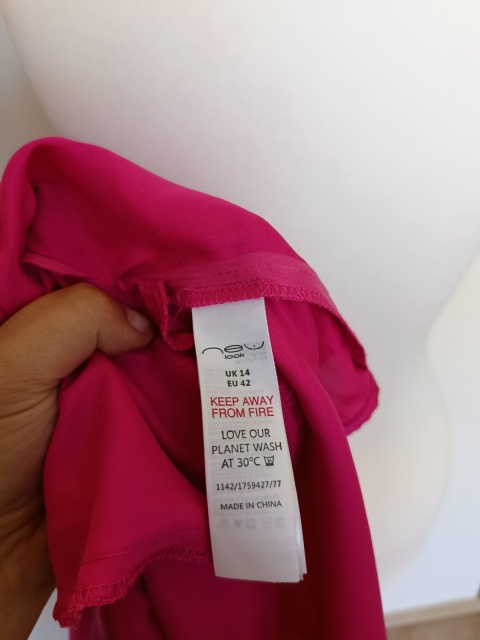 new
look
UK 14
EU 42
KEEP AWAY
FROM FIRE
LOVE OUR
PLANET WASH
AT 30°C
1142/1759427/77
MADE IN CHINA